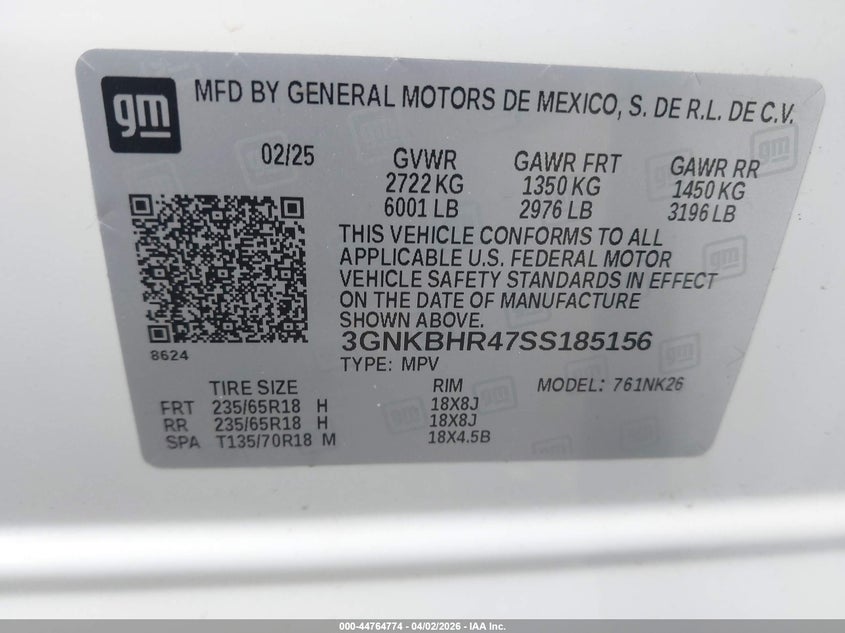 gm
MFD BY GENERAL MOTORS DE MEXICO, S. DE R.L. DE C.V.
02/25 GVWR GAWR FRT GAWR RR
2722 KG 1350 KG 1450 KG
6001 LB 2976 LB 3196 LB
THIS VEHICLE CONFORMS TO ALL
APPLICABLE U.S. FEDERAL MOTOR
VEHICLE SAFETY STANDARDS IN EFFECT
ON THE DATE OF MANUFACTURE
SHOWN ABOVE.
3GNKBHR47SS185156
8624
TYPE: MPV
TIRE SIZE RIM MODEL: 761NK26
FRT 235/65R18 H 18X8J
RR 235/65R18 H 18X8J
SPA T135/70R18 M 18X4.5B
000-44764774 | 04/02/2026 | IAA Inc.